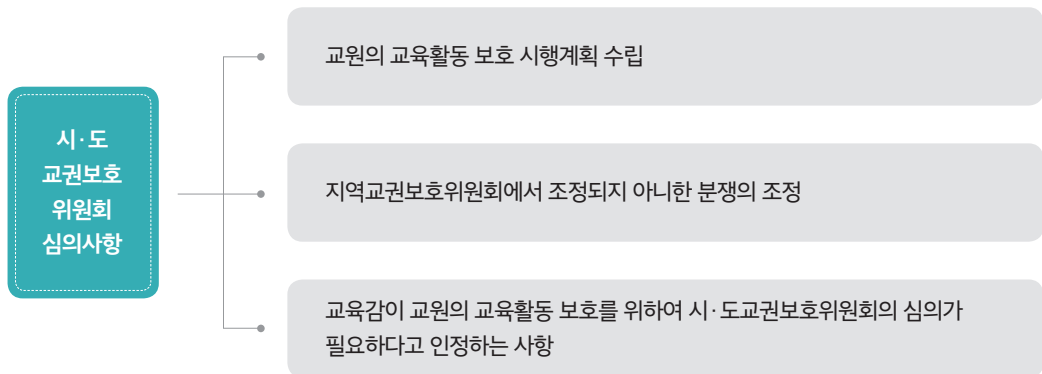 시·도
교권보호
위원회
심의사항
교원의 교육활동 보호 시행계획 수립
지역교권보호위원회에서 조정되지 아니한 분쟁의 조정
교육감이 교원의 교육활동 보호를 위하여 시·도교권보호위원회의 심의가
필요하다고 인정하는 사항